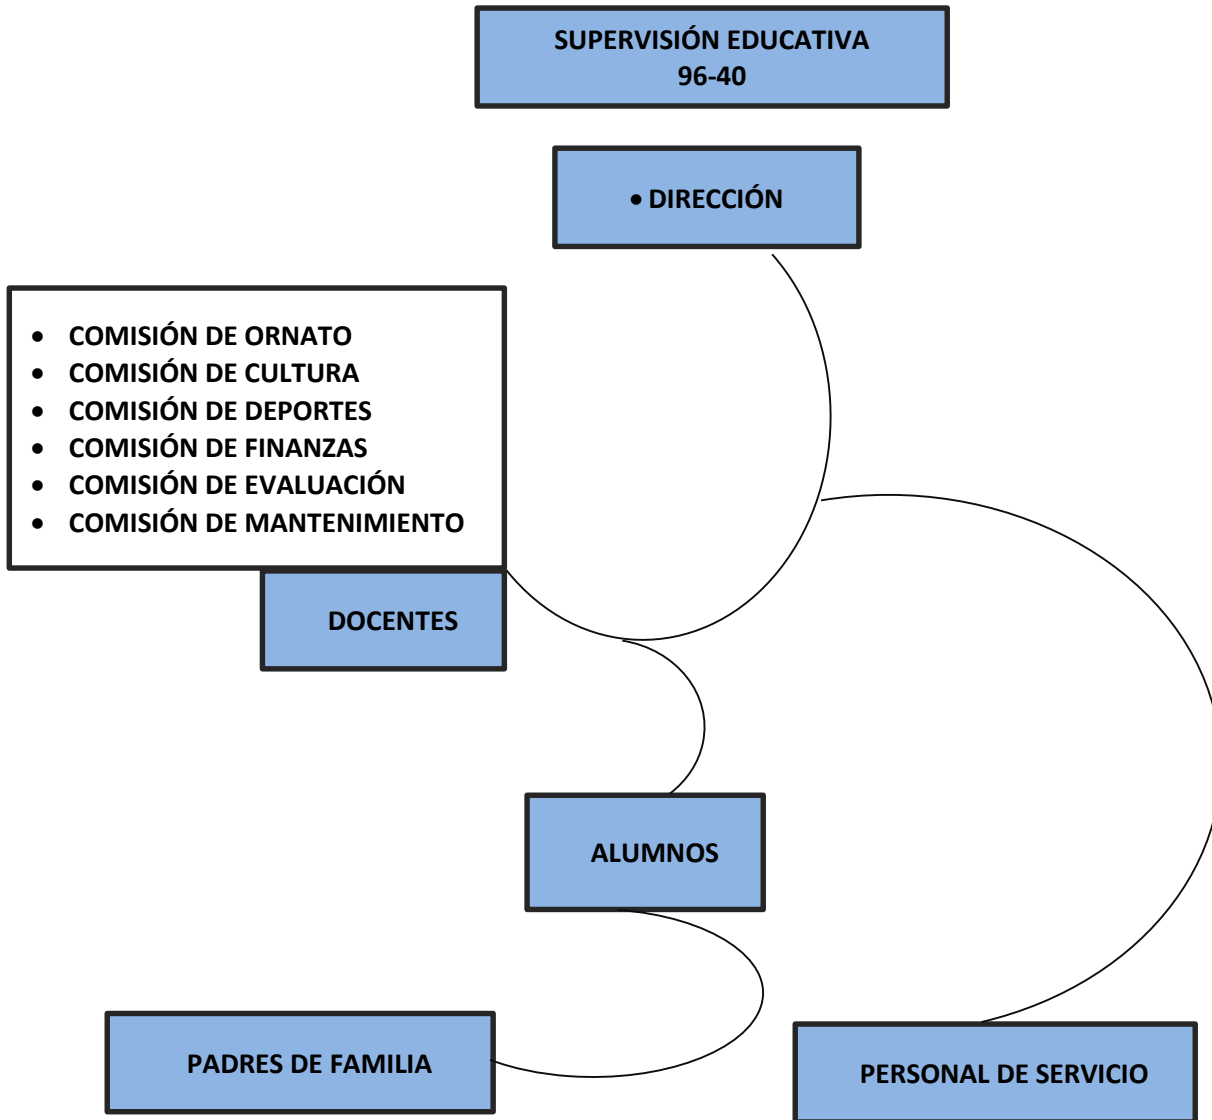 SUPERVISIÓN EDUCATIVA
96-40
• DIRECCIÓN
• COMISIÓN DE ORNATO
• COMISIÓN DE CULTURA
• COMISIÓN DE DEPORTES
• COMISIÓN DE FINANZAS
• COMISIÓN DE EVALUACIÓN
• COMISIÓN DE MANTENIMIENTO
DOCENTES
ALUMNOS
PADRES DE FAMILIA
PERSONAL DE SERVICIO